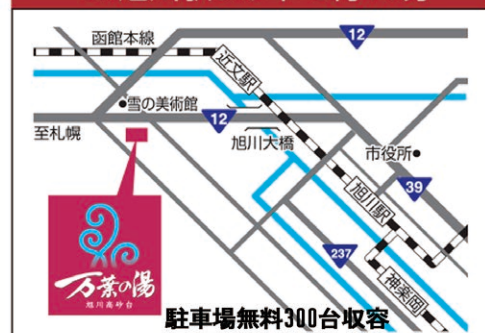 函館本線
12
近文駅
雪の美術館
12
至札幌
旭川大橋
市役所
39
旭川駅
237
神楽岡
万葉の湯
旭川高砂台
駐車場無料300台収容